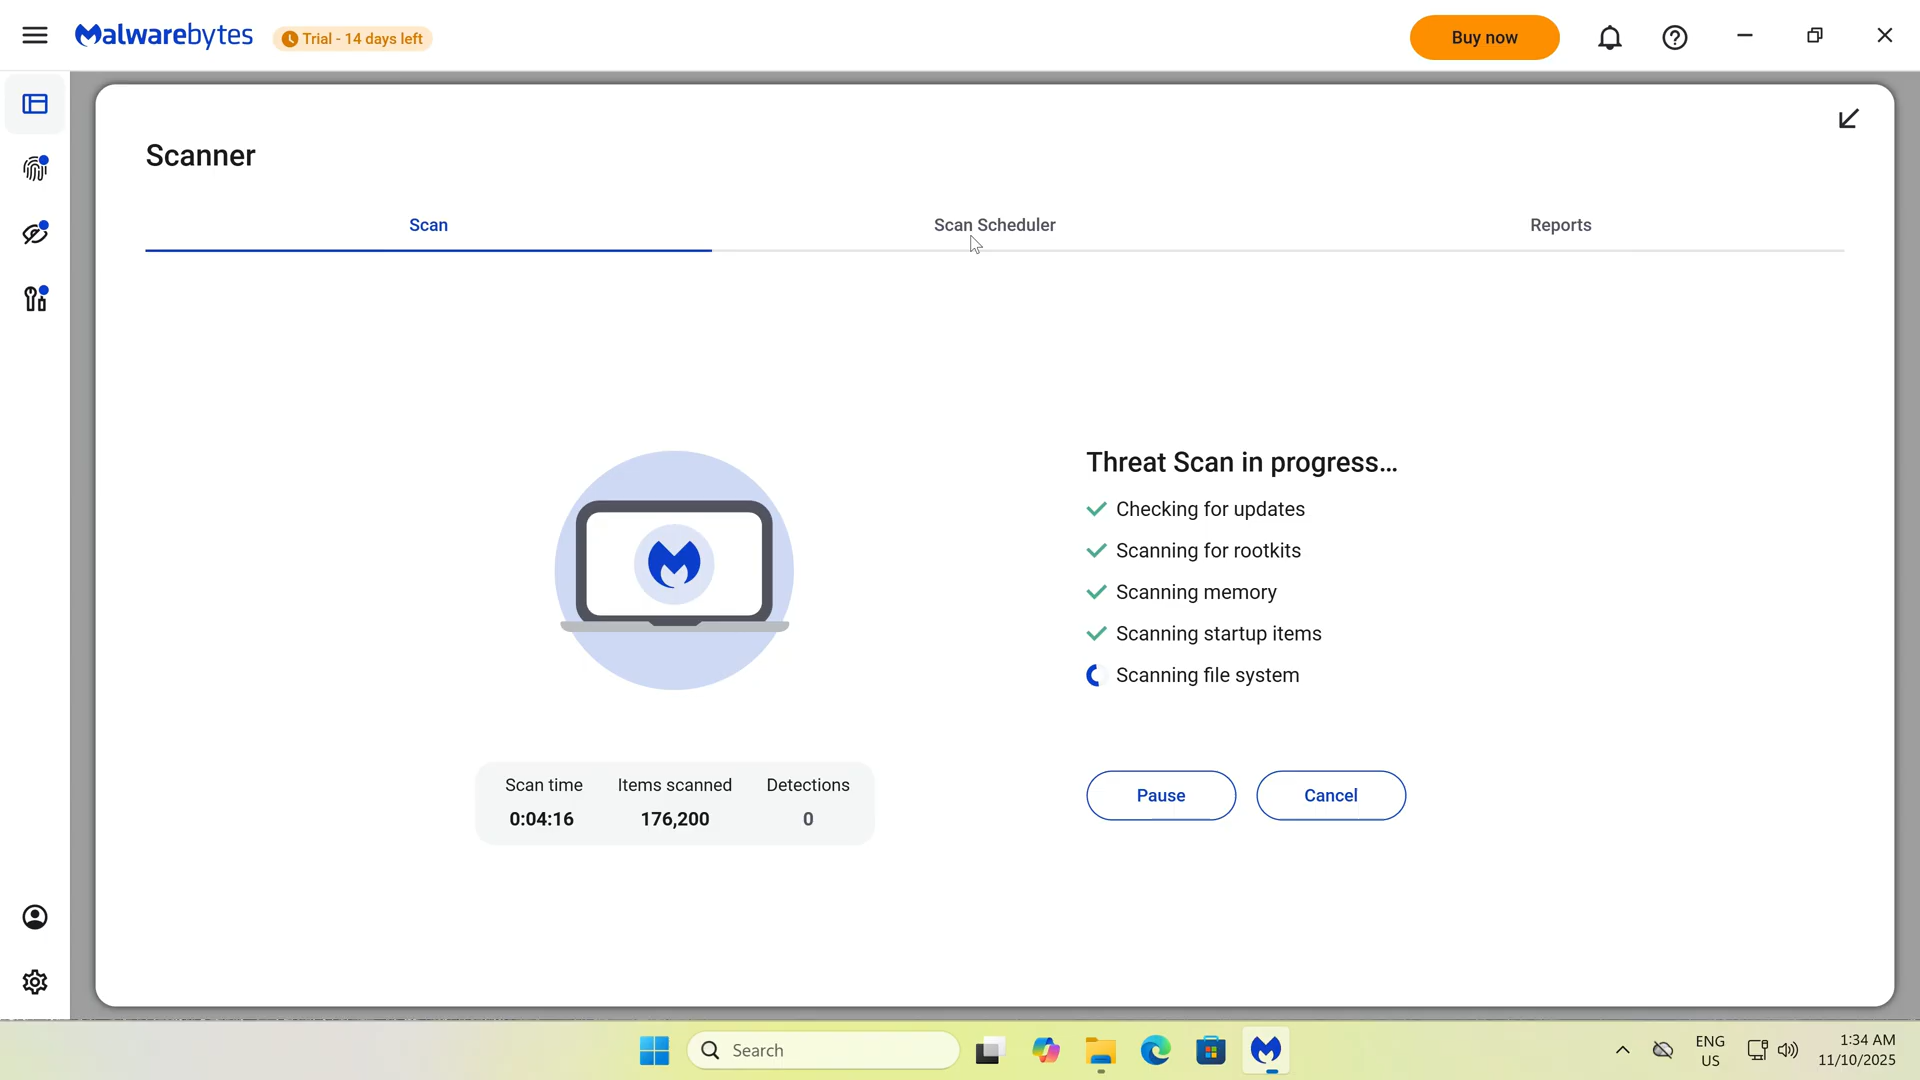 Malwarebytes
Trial - 14 days left
Buy now
Scanner
Scan
Scan Scheduler
Reports
Threat Scan in progress...
Checking for updates
Scanning for rootkits
Scanning memory
Scanning startup items
Scanning file system
Scan time Items scanned Detections
0:04:16 176,200 0
Pause
Cancel
Search
ENG
US
1:34 AM
11/10/2025